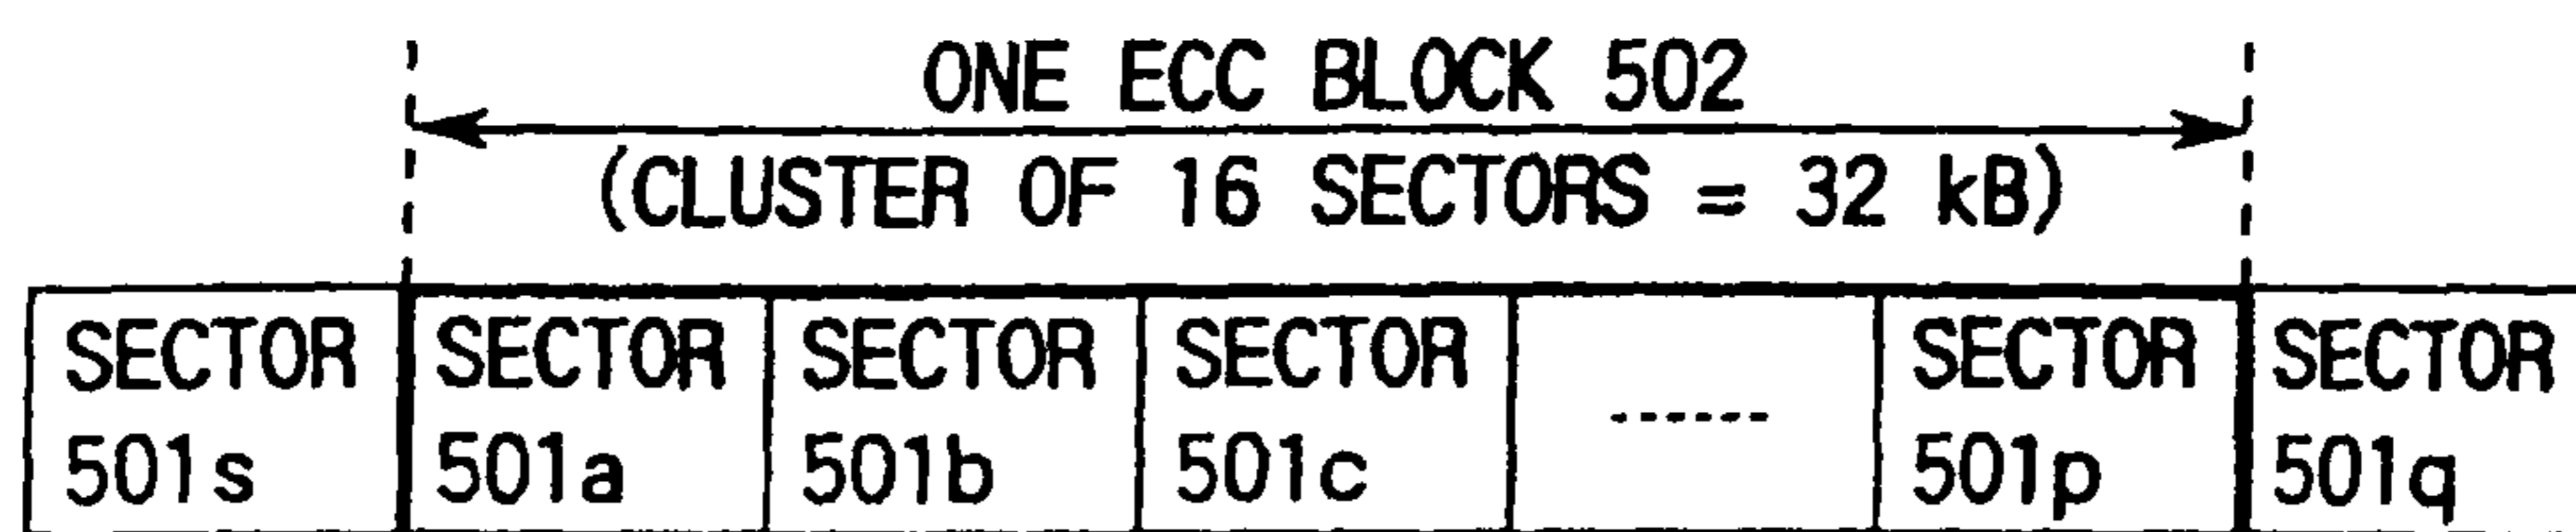 ONE ECC BLOCK 502
(CLUSTER OF 16 SECTORS = 32 kB)
SECTOR SECTOR SECTOR SECTOR SECTOR SECTOR
501s 501a 501b 501c ------ 501p 501q